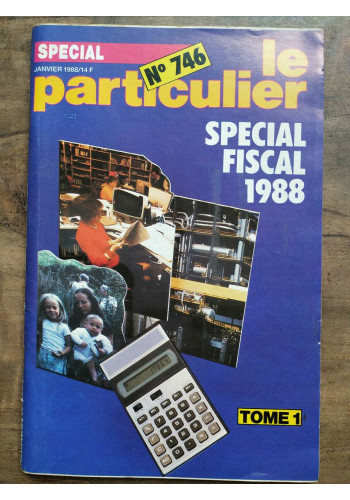 SPECIAL
JANVIER 1988/14 F
N° 746
le
particulier
SPECIAL
FISCAL
1988
TOME 1